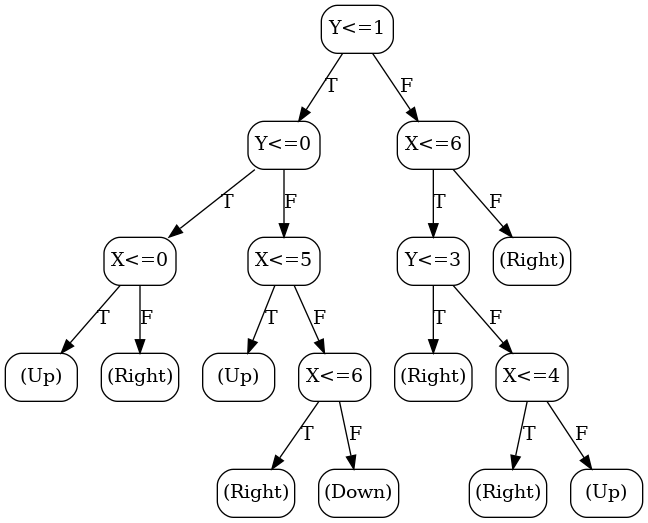 Y<=1
T
F
Y<=0
X<=6
T
F
T
F
X<=0
X<=5
Y<=3
(Right)
T
F
T
F
T
F
(Up)
(Right)
(Up)
X<=6
(Right)
X<=4
T
F
T
F
(Right)
(Down)
(Right)
(Up)